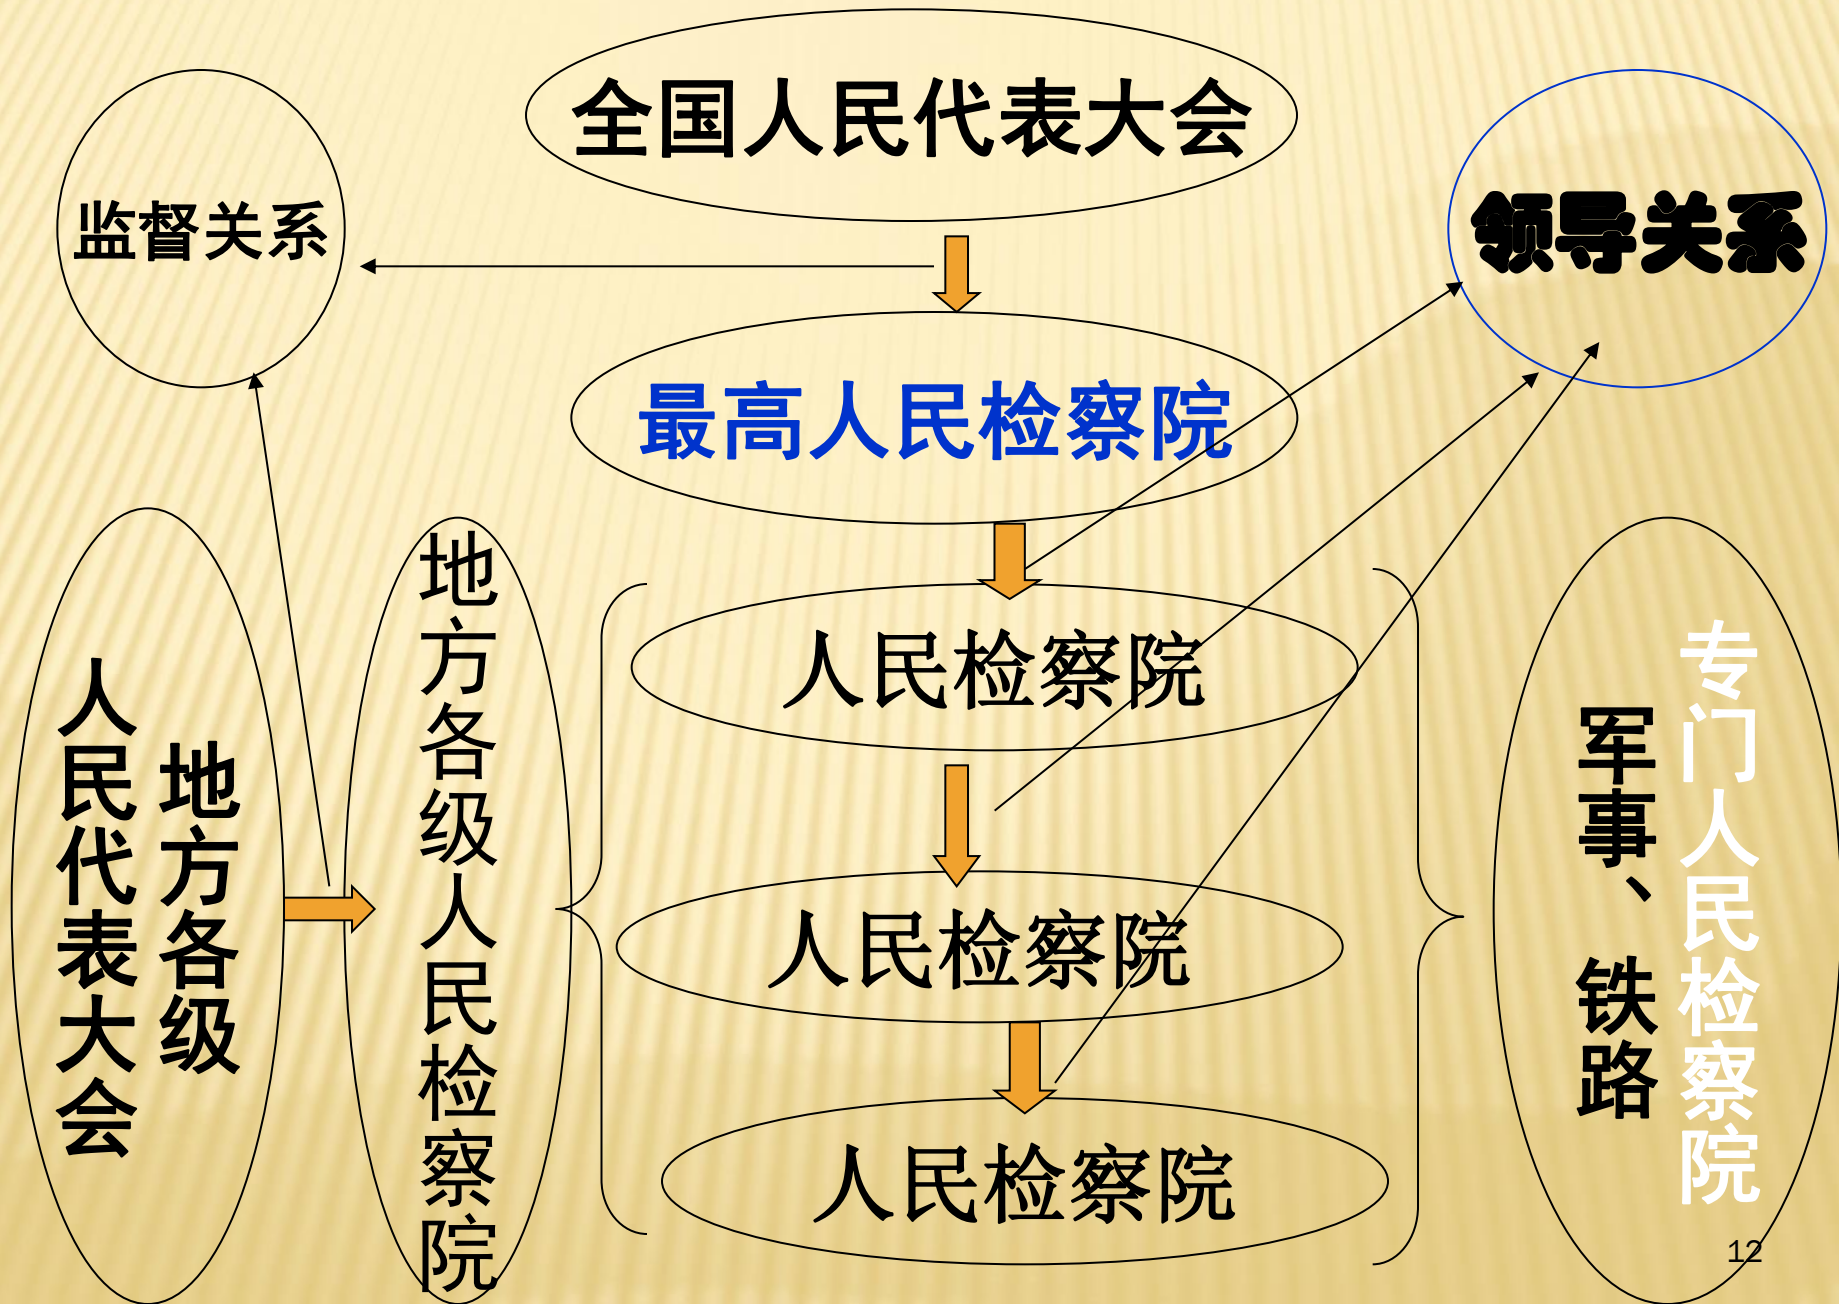 全国人民代表大会
监督关系
领导关系
最高人民检察院
地方各级
人民代表大会
地方各级人民检察院
人民检察院
人民检察院
人民检察院
专门人民检察院
军事、铁路
12